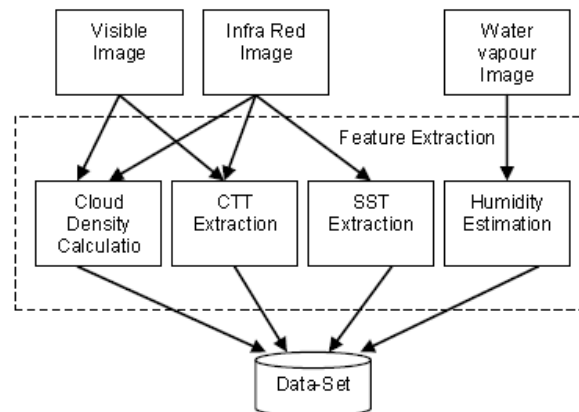 Visible
Image
Infra Red
Image
Water
vapour
Image
Feature Extraction
Cloud
Density
Calculatio
CTT
Extraction
SST
Extraction
Humidity
Estimation
Data-Set